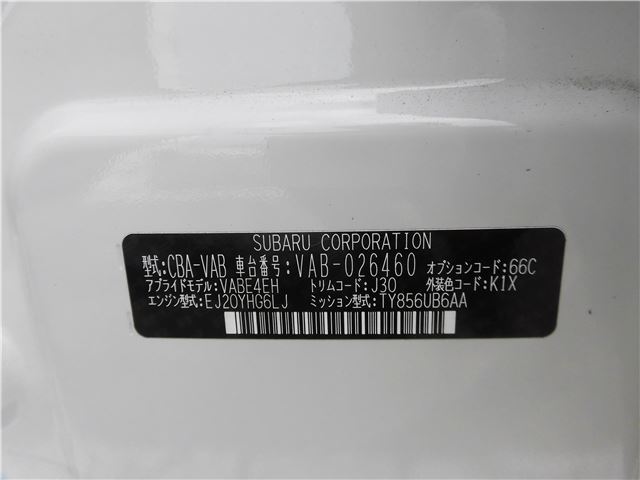 SUBARU CORPORATION
型式:CBA-VAB 車台番号:VAB-026460 オプションコード:66C
アプライドモデル:VABE4EH トリムコード:J30 外装色コード:K1X
エンジン型式:EJ20YHG6LJ ミッション型式:TY856UB6AA